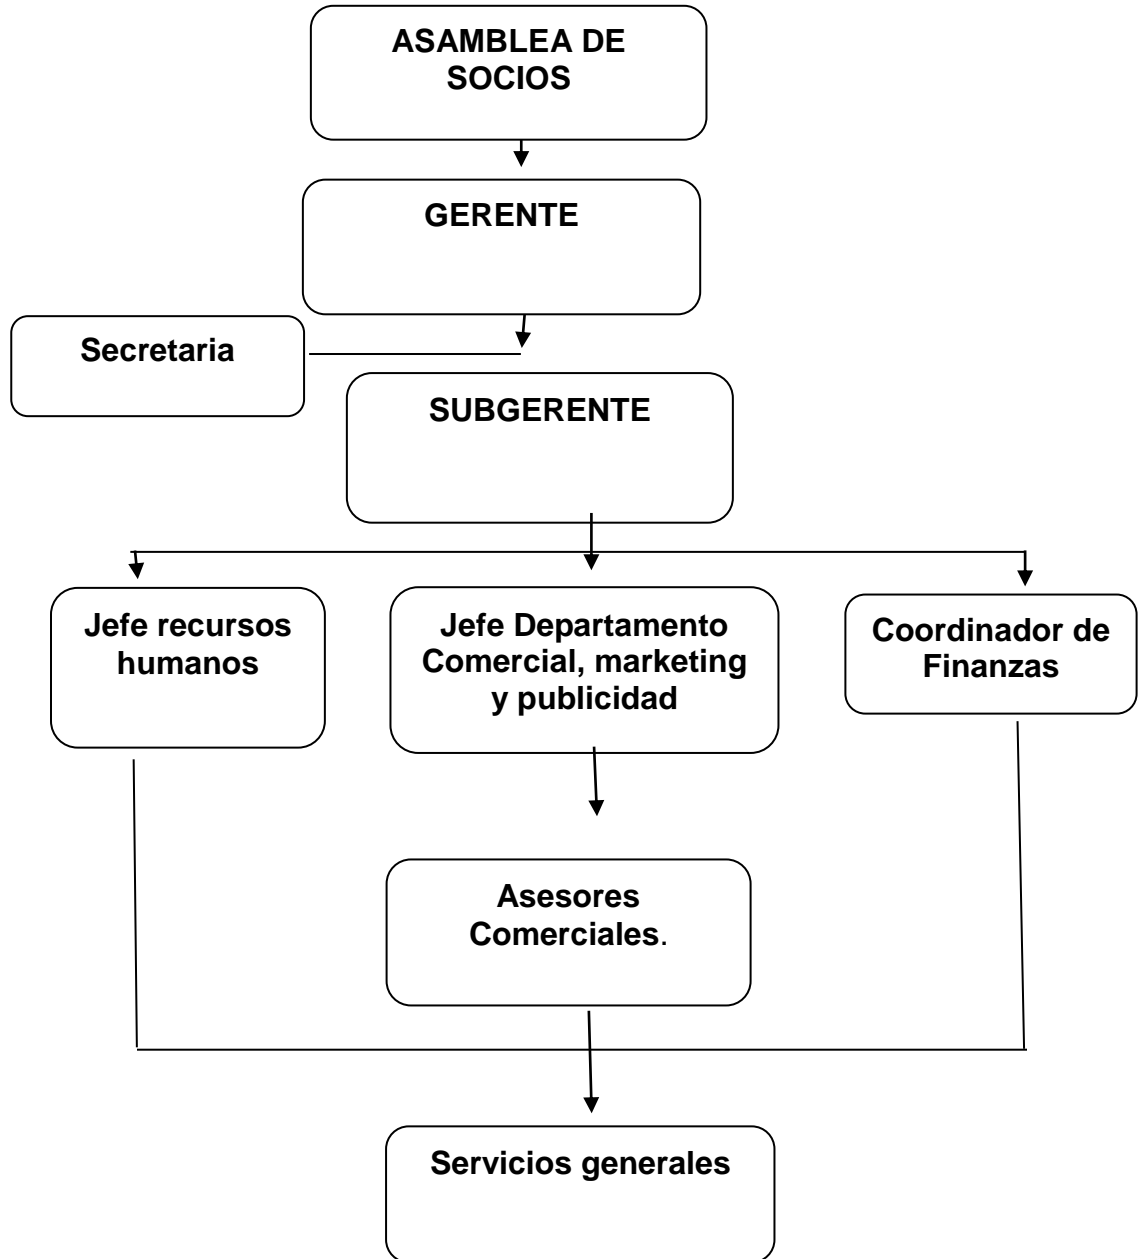 ASAMBLEA DE
SOCIOS
GERENTE
Secretaria
SUBGERENTE
Jefe recursos
humanos
Jefe Departamento
Comercial, marketing
y publicidad
Coordinador de
Finanzas
Asesores
Comerciales.
Servicios generales